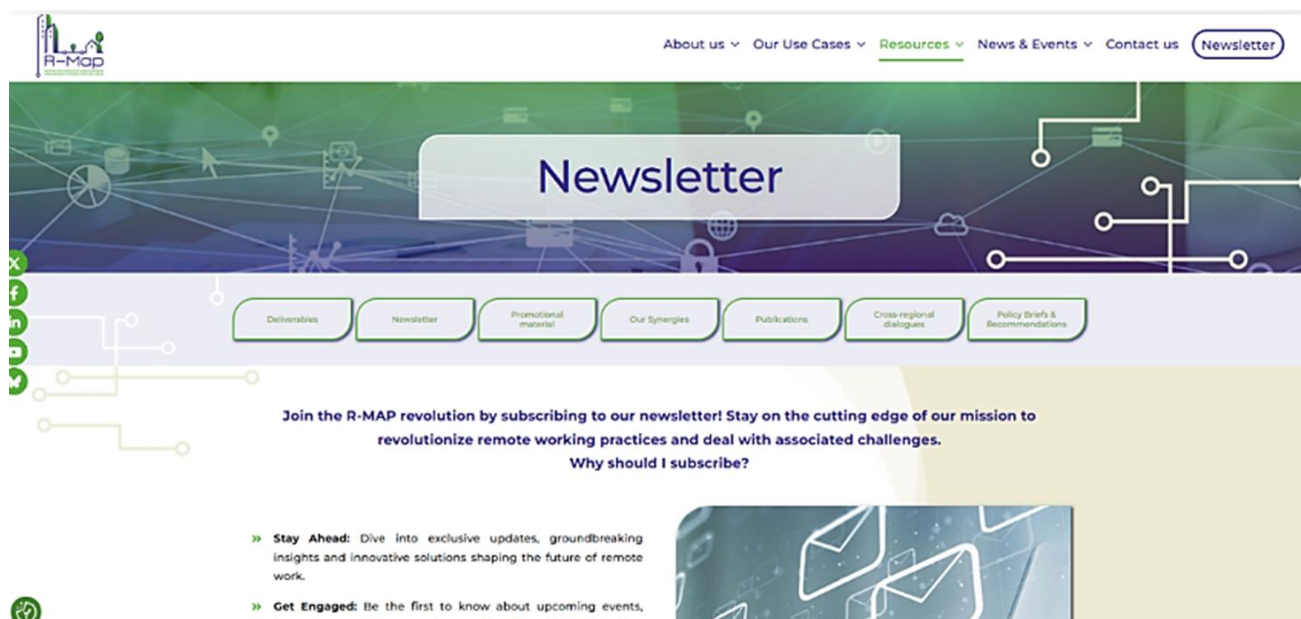 R-Map
About us
Our Use Cases
Resources
News & Events
Contact us
Newsletter
Newsletter
Deliverables
Newsletter
Promotional
material
Our Synergies
Publications
Cross-regional
dialogues
Policy Briefs &
Recommendations
Join the R-MAP revolution by subscribing to our newsletter! Stay on the cutting edge of our mission to
revolutionize remote working practices and deal with associated challenges.
Why should I subscribe?
» Stay Ahead: Dive into exclusive updates, groundbreaking
insights and innovative solutions shaping the future of remote
work.
» Get Engaged: Be the first to know about upcoming events,